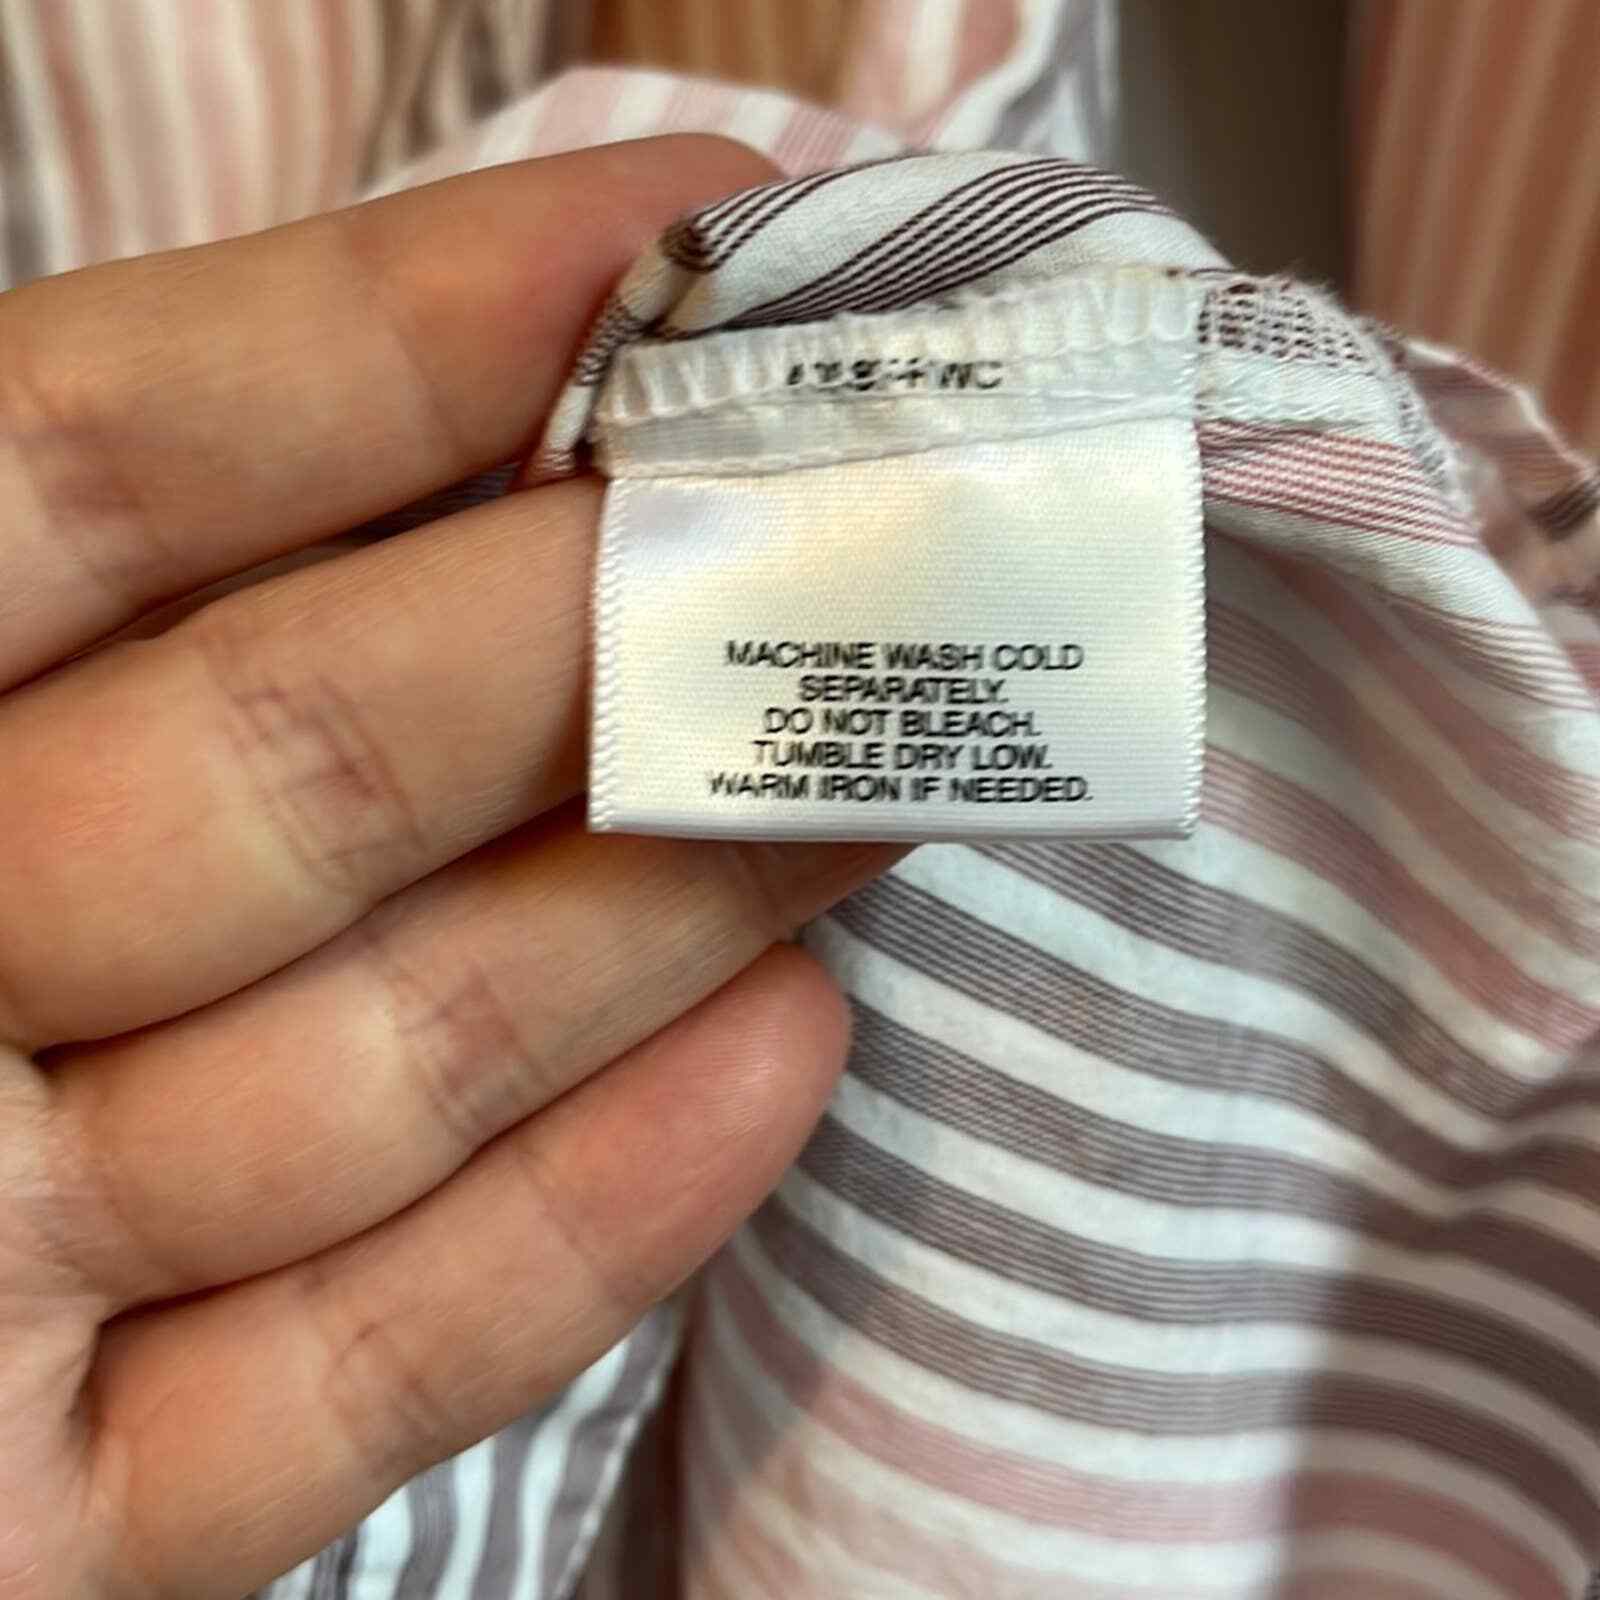 MACHINE WASH COLD
SEPARATELY.
DO NOT BLEACH.
TUMBLE DRY LOW.
WARM IRON IF NEEDED.